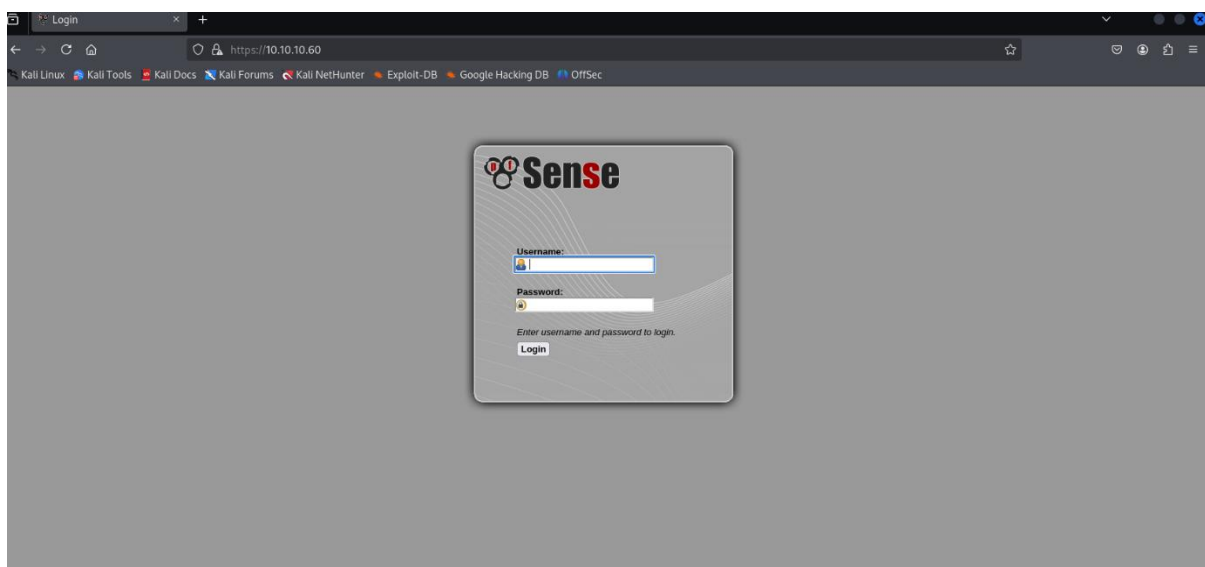 Login
https://10.10.10.60
Kali Linux Kali Tools Kali Docs Kali Forums Kali NetHunter Exploit-DB Google Hacking DB OffSec
Sense
Username:
Password:
Enter username and password to login.
Login